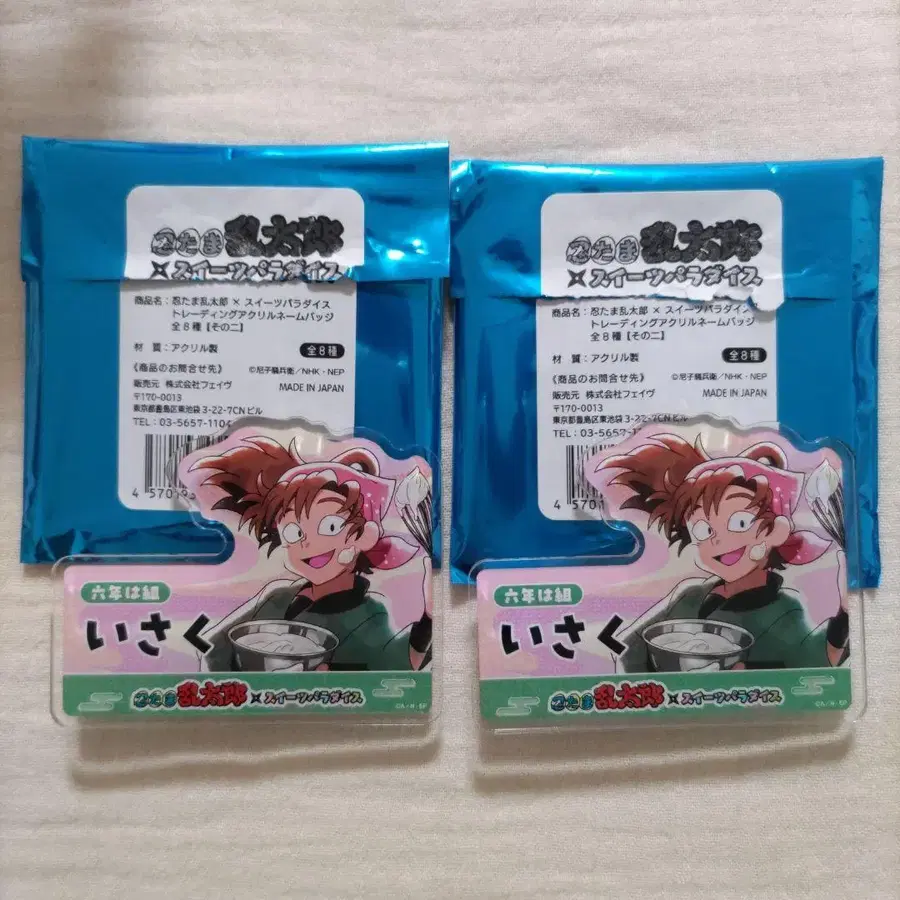 忍たま乱太郎
×スイーツパラダイス
商品名：忍たま乱太郎 × スイーツパラダイス
トレーディングアクリルネームバッジ
全8種【その二】
材 質：アクリル製
全8種
《商品のお問合せ先》
©尼子騒兵衛／NHK・NEP
販売元 株式会社フェイヴ
MADE IN JAPAN
〒170-0013
東京都豊島区東池袋 3-22-7CN ビル
TEL：03-5657-1104
六年は組
いさく
忍たま乱太郎×スイーツパラダイス
忍たま乱太郎
×スイーツパラダイス
商品名：忍たま乱太郎 × スイーツパラダイス
トレーディングアクリルネームバッジ
全8種【その二】
材 質：アクリル製
全8種
《商品のお問合せ先》
©尼子騒兵衛／NHK・NEP
販売元 株式会社フェイヴ
MADE IN JAPAN
〒170-0013
東京都豊島区東池袋 3-22-7CN ビル
TEL：03-5657-
4 5701
六年は組
いさく
忍たま乱太郎×スイーツパラダイス